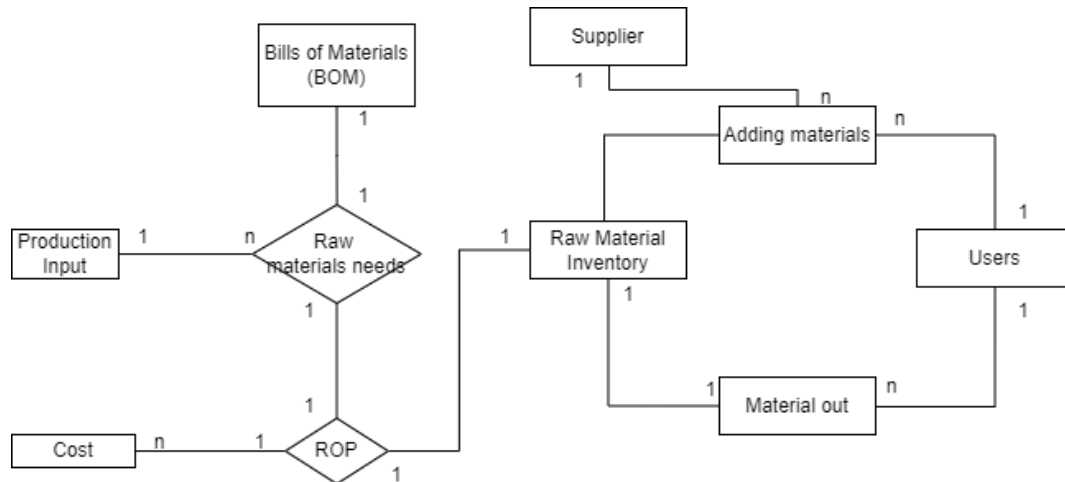 Bills of Materials
(BOM)
1
Supplier
1
n
Adding materials
n
1
Production
Input
1
n
Raw
materials needs
1
1
Raw Material
Inventory
1
1
Users
1
1
Material out
n
1
Cost
n
1
ROP
1